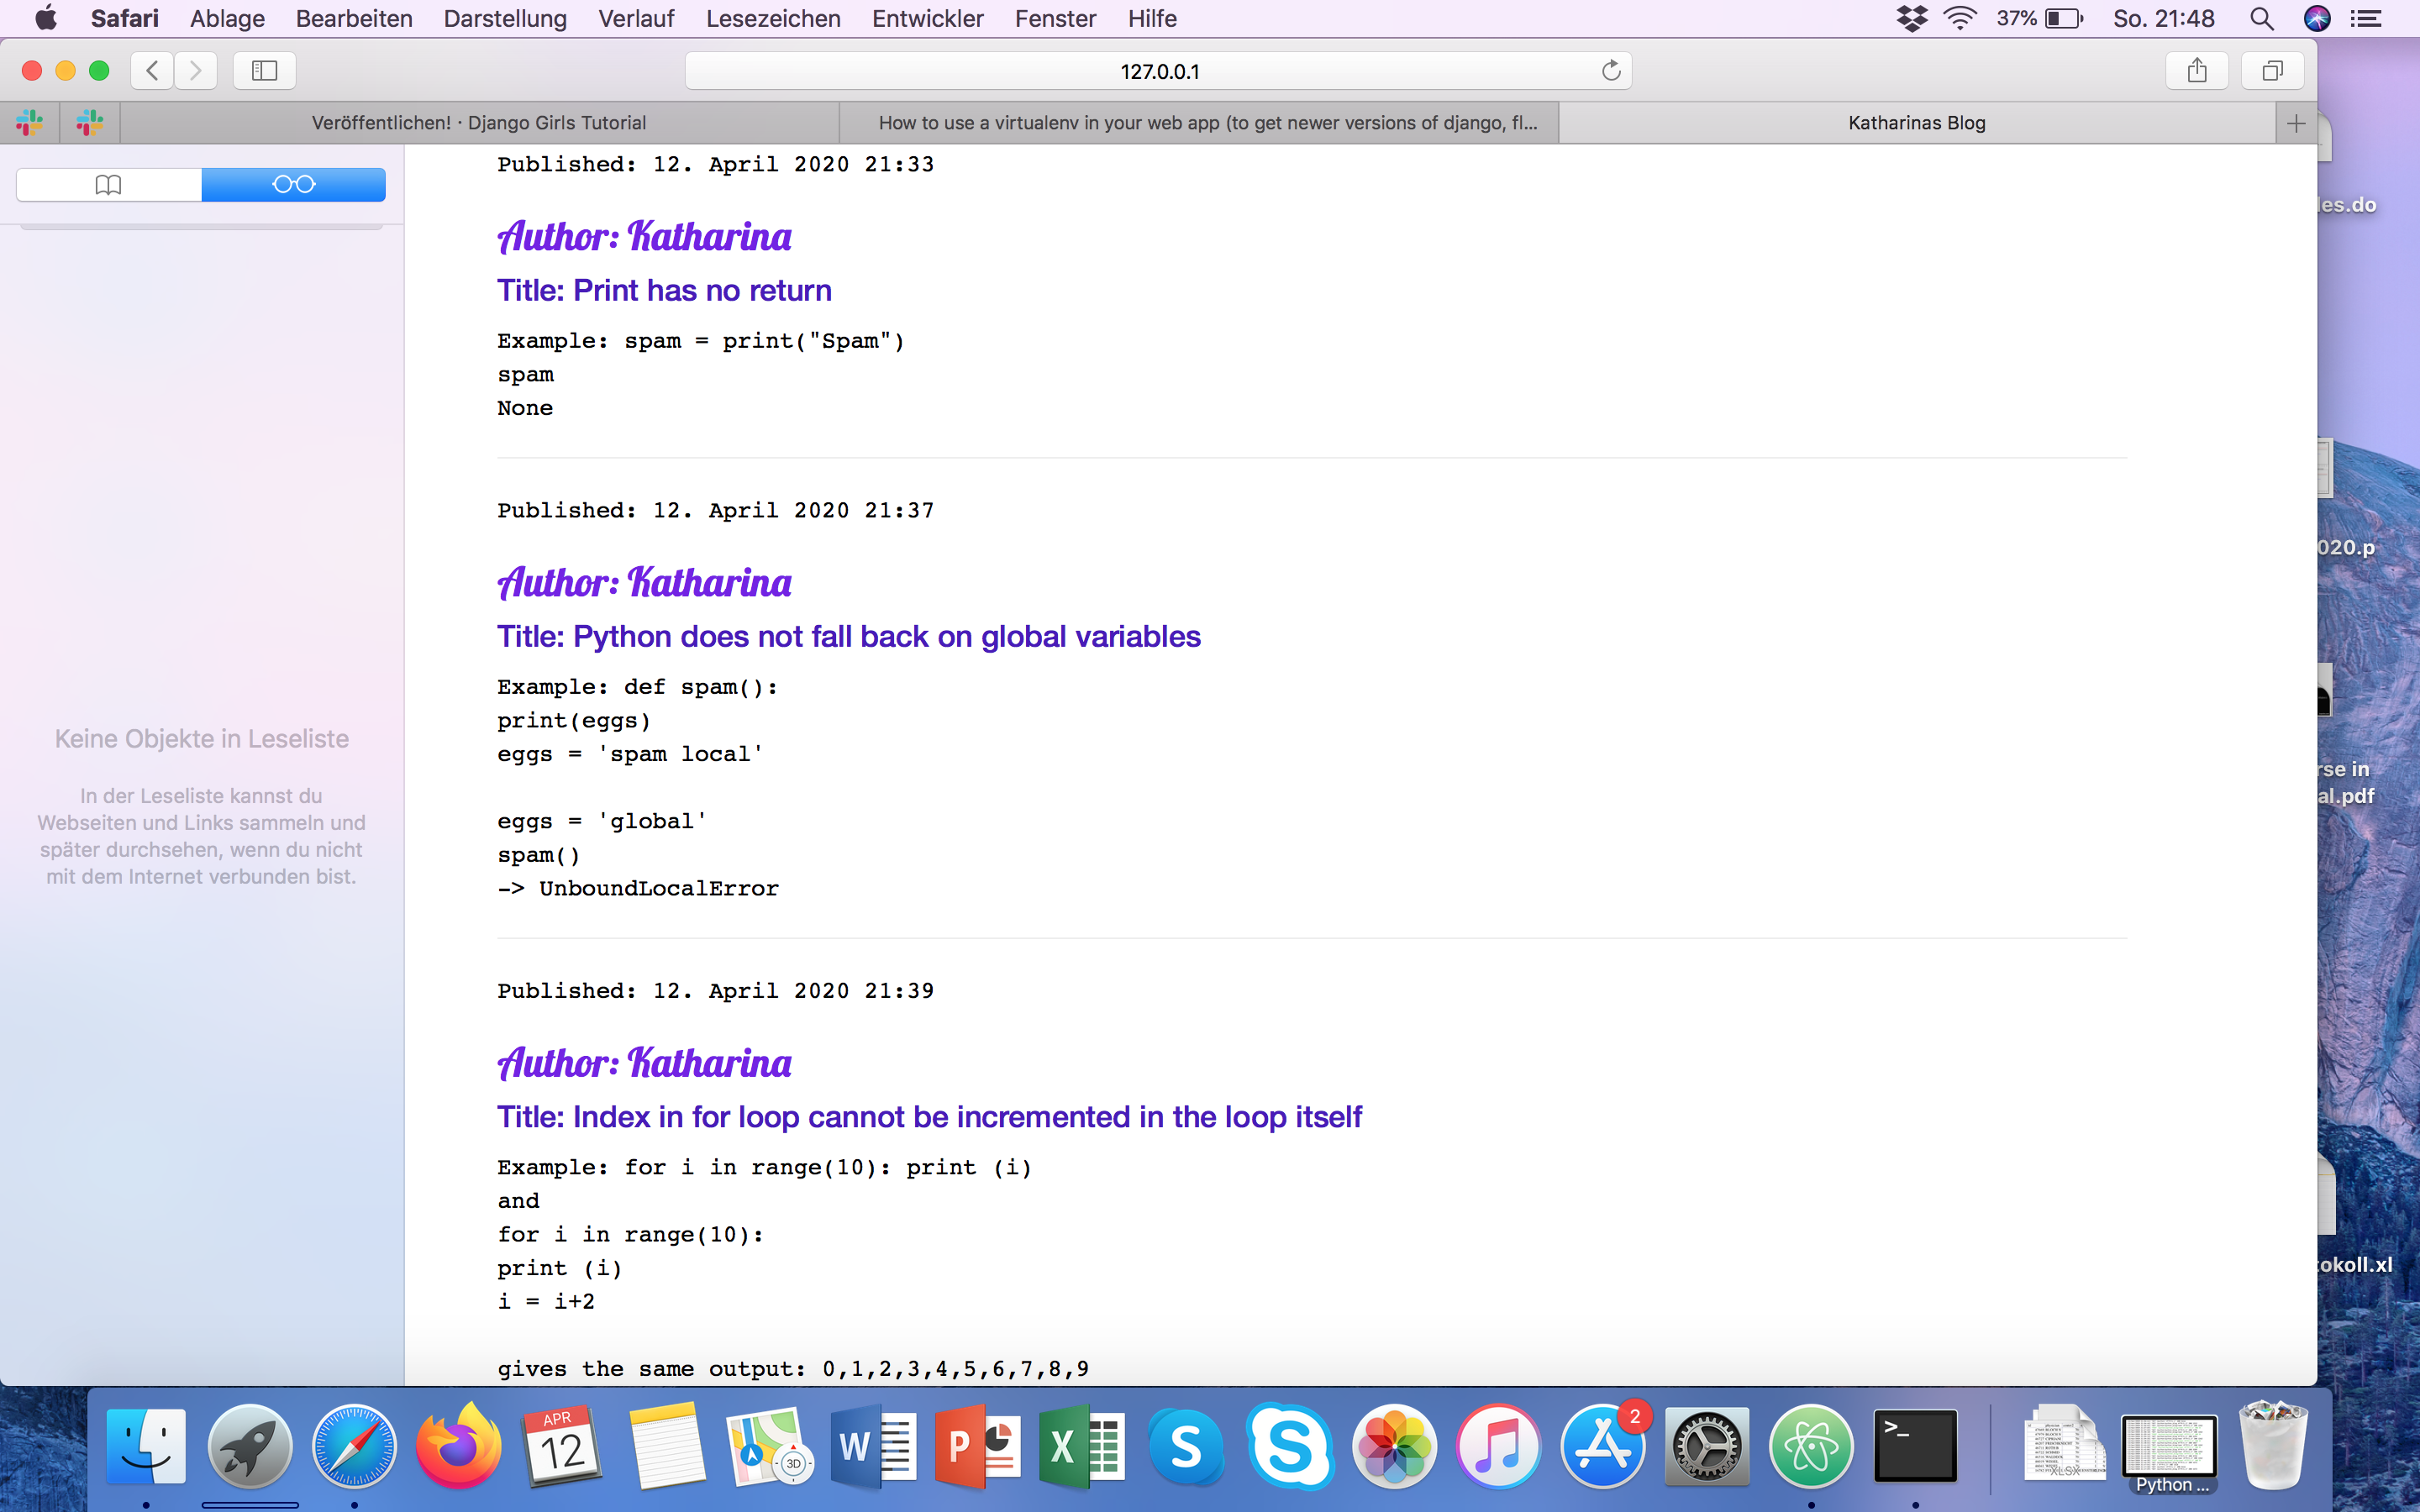 Safari Ablage Bearbeiten Darstellung Verlauf Lesezeichen Entwickler Fenster Hilfe 37% So. 21:48
127.0.0.1
Veröffentlichen! · Django Girls Tutorial
How to use a virtualenv in your web app (to get newer versions of django, fl...
Katharinas Blog
Keine Objekte in Leseliste
In der Leseliste kannst du
Webseiten und Links sammeln und
später durchsehen, wenn du nicht
mit dem Internet verbunden bist.
Published: 12. April 2020 21:33
Author: Katharina
Title: Print has no return
Example: spam = print("Spam")
spam
None
Published: 12. April 2020 21:37
Author: Katharina
Title: Python does not fall back on global variables
Example: def spam():
print(eggs)
eggs = 'spam local'
eggs = 'global'
spam()
-> UnboundLocalError
Published: 12. April 2020 21:39
Author: Katharina
Title: Index in for loop cannot be incremented in the loop itself
Example: for i in range(10): print (i)
and
for i in range(10):
print (i)
i = i+2
gives the same output: 0,1,2,3,4,5,6,7,8,9
les.do
020.p
rse in
al.pdf
tokoll.xl
APR
12
3D
W
P
X
S
S
2
>_
XLSX
Python ...